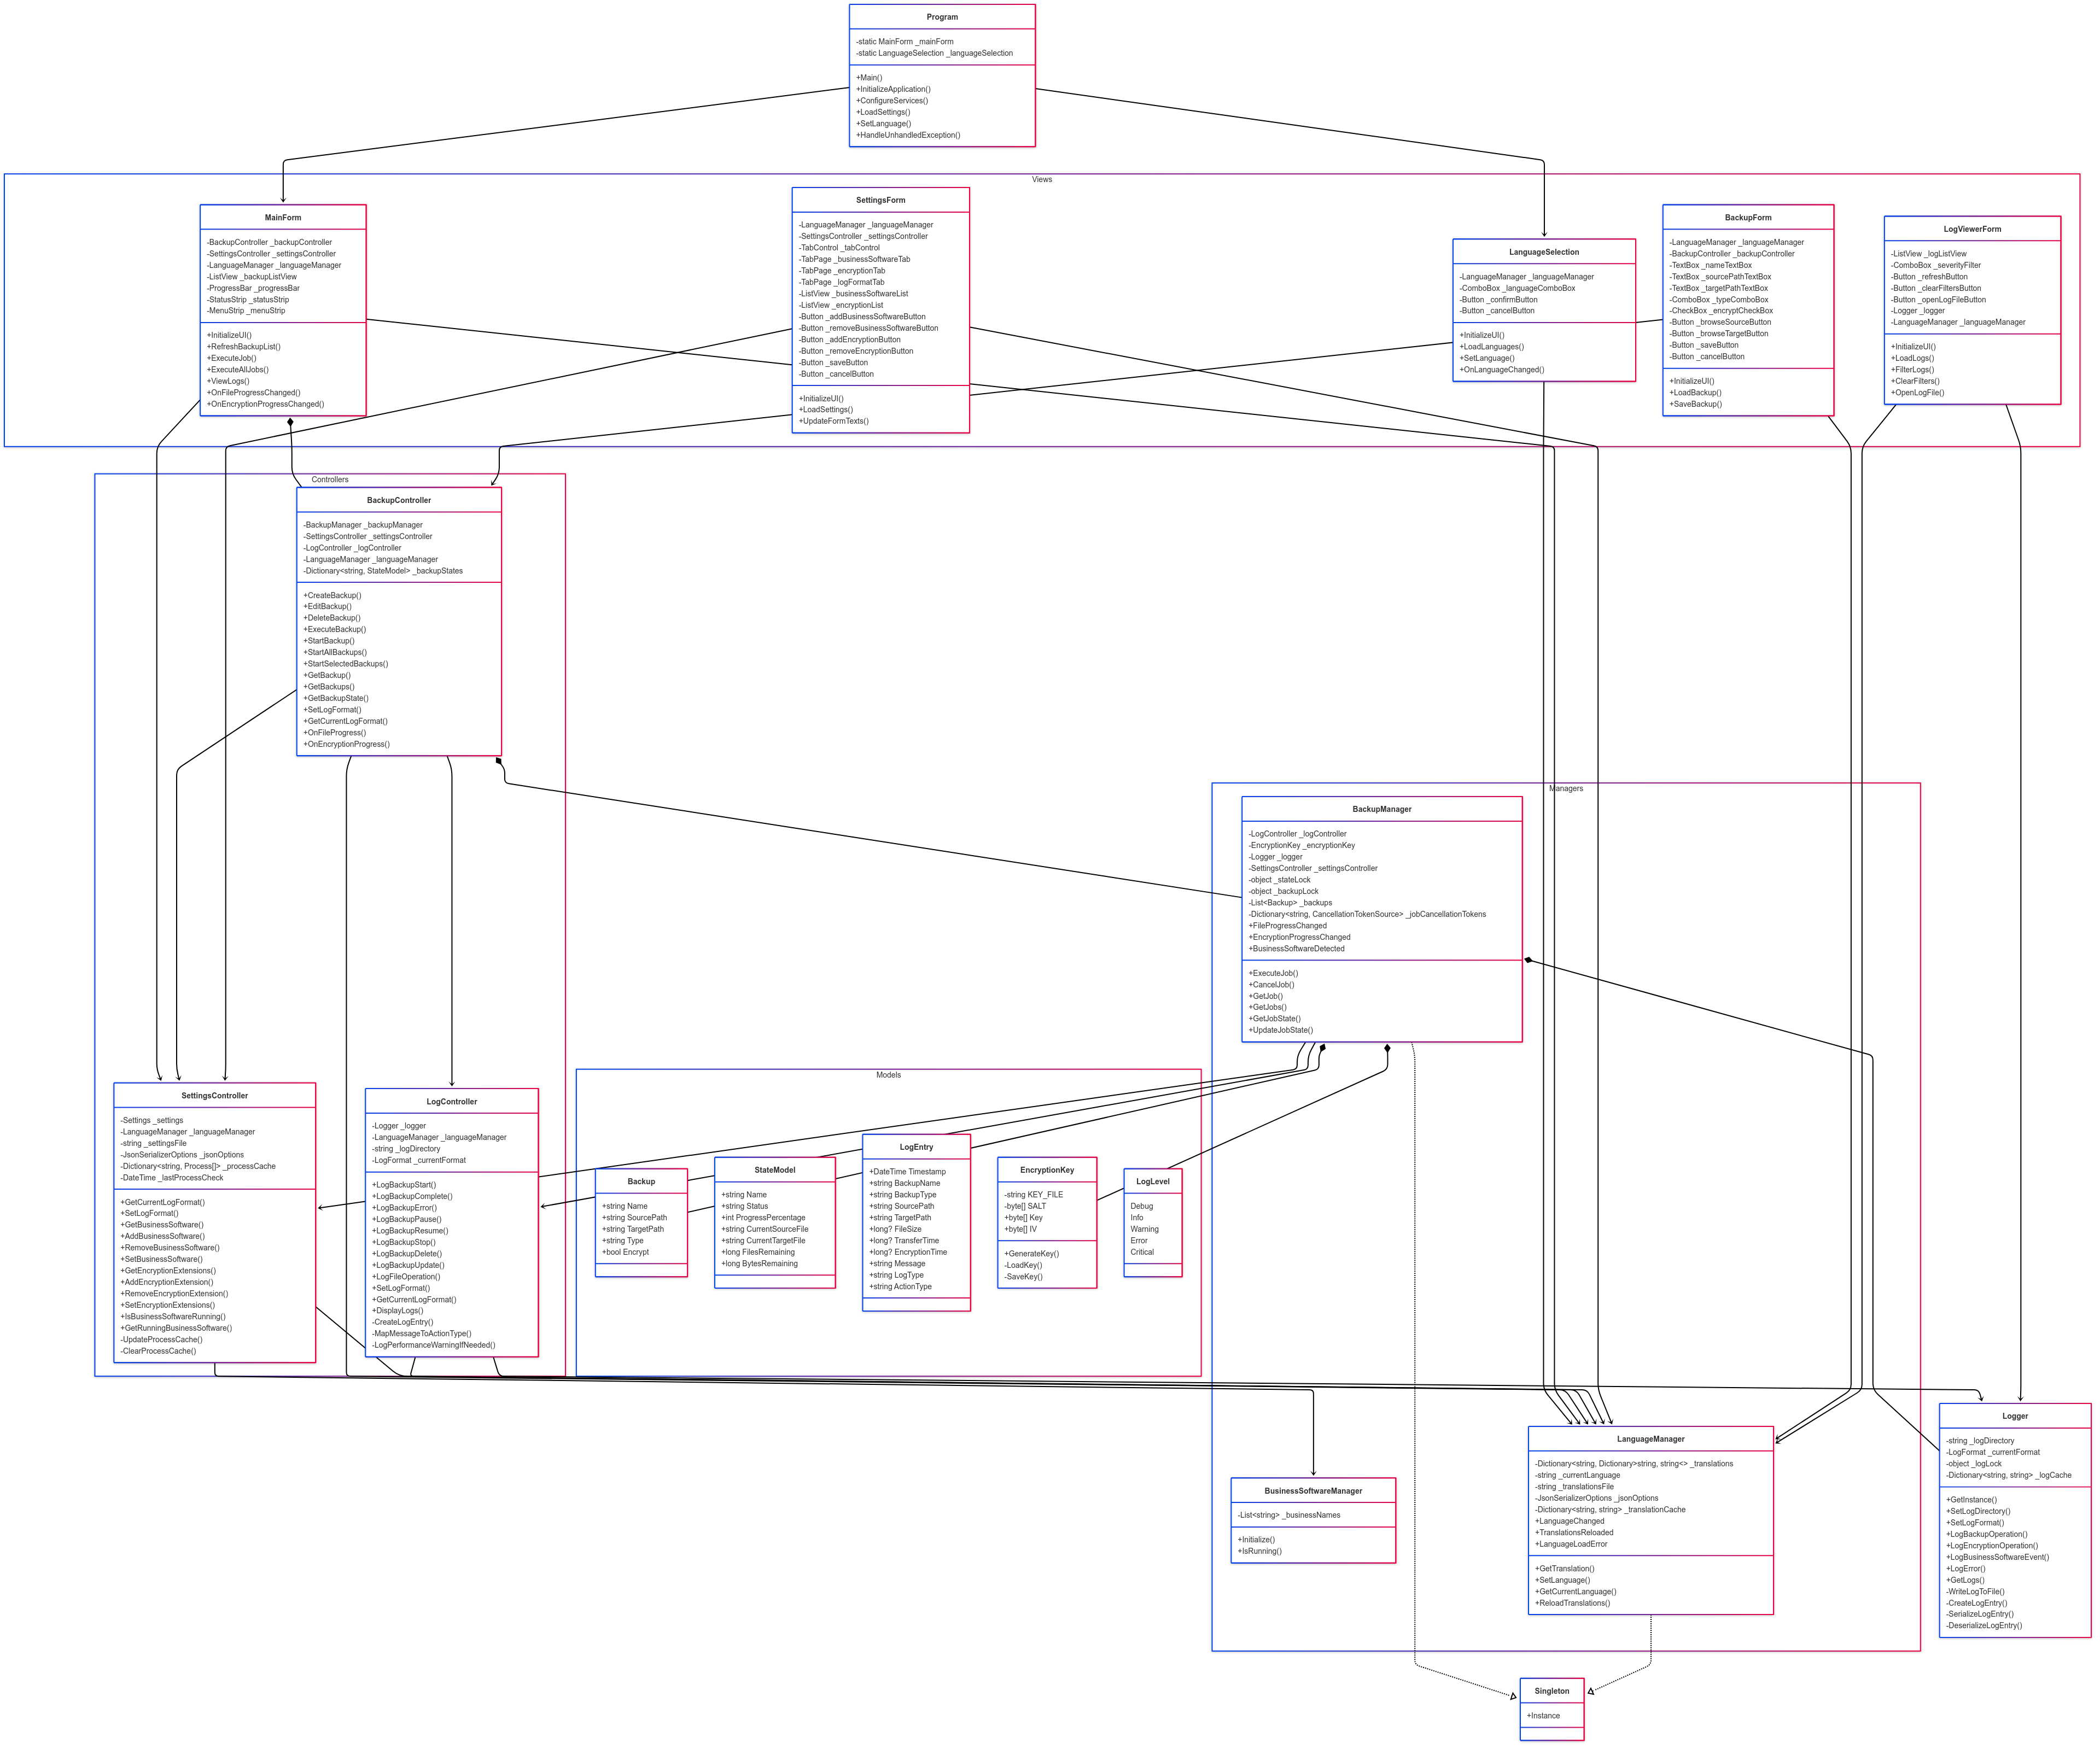 Program
-static MainForm _mainForm
-static LanguageSelection _languageSelection
+Main()
+InitializeApplication()
+ConfigureServices()
+LoadSettings()
+SetLanguage()
+HandleUnhandledException()
Views
MainForm
-BackupController _backupController
-SettingsController _settingsController
-LanguageManager _languageManager
-ListView _backupListView
-ProgressBar _progressBar
-StatusStrip _statusStrip
-MenuStrip _menuStrip
+InitializeUI()
+RefreshBackupList()
+ExecuteJob()
+ExecuteAllJobs()
+ViewLogs()
+OnFileProgressChanged()
+OnEncryptionProgressChanged()
SettingsForm
-LanguageManager _languageManager
-SettingsController _settingsController
-TabControl _tabControl
-TabPage _businessSoftwareTab
-TabPage _encryptionTab
-TabPage _logFormatTab
-ListView _businessSoftwareList
-ListView _encryptionList
-Button _addBusinessSoftwareButton
-Button _removeBusinessSoftwareButton
-Button _addEncryptionButton
-Button _removeEncryptionButton
-Button _saveButton
-Button _cancelButton
+InitializeUI()
+LoadSettings()
+UpdateFormTexts()
LanguageSelection
-LanguageManager _languageManager
-ComboBox _languageComboBox
-Button _confirmButton
-Button _cancelButton
+InitializeUI()
+LoadLanguages()
+SetLanguage()
+OnLanguageChanged()
BackupForm
-LanguageManager _languageManager
-BackupController _backupController
-TextBox _nameTextBox
-TextBox _sourcePathTextBox
-TextBox _targetPathTextBox
-ComboBox _typeComboBox
-CheckBox _encryptCheckBox
-Button _browseSourceButton
-Button _browseTargetButton
-Button _saveButton
-Button _cancelButton
+InitializeUI()
+LoadBackup()
+SaveBackup()
LogViewerForm
-ListView _logListView
-ComboBox _severityFilter
-Button _refreshButton
-Button _clearFiltersButton
-Button _openLogFileButton
-Logger _logger
-LanguageManager _languageManager
+InitializeUI()
+LoadLogs()
+FilterLogs()
+ClearFilters()
+OpenLogFile()
Controllers
BackupController
-BackupManager _backupManager
-SettingsController _settingsController
-LogController _logController
-LanguageManager _languageManager
-Dictionary<string, StateModel> _backupStates
+CreateBackup()
+EditBackup()
+DeleteBackup()
+ExecuteBackup()
+StartBackup()
+StartAllBackups()
+StartSelectedBackups()
+GetBackup()
+GetBackups()
+GetBackupState()
+SetLogFormat()
+GetCurrentLogFormat()
+OnFileProgress()
+OnEncryptionProgress()
Managers
BackupManager
-LogController _logController
-EncryptionKey _encryptionKey
-Logger _logger
-SettingsController _settingsController
-object _stateLock
-object _backupLock
-List<Backup> _backups
-Dictionary<string, CancellationTokenSource> _jobCancellationTokens
+FileProgressChanged
+EncryptionProgressChanged
+BusinessSoftwareDetected
+ExecuteJob()
+CancelJob()
+GetJob()
+GetJobs()
+GetJobState()
+UpdateJobState()
SettingsController
-Settings _settings
-LanguageManager _languageManager
-string _settingsFile
-JsonSerializerOptions _jsonOptions
-Dictionary<string, Process[]> _processCache
-DateTime _lastProcessCheck
+GetCurrentLogFormat()
+SetLogFormat()
+GetBusinessSoftware()
+AddBusinessSoftware()
+RemoveBusinessSoftware()
+SetBusinessSoftware()
+GetEncryptionExtensions()
+AddEncryptionExtension()
+RemoveEncryptionExtension()
+SetEncryptionExtensions()
+IsBusinessSoftwareRunning()
+GetRunningBusinessSoftware()
-UpdateProcessCache()
-ClearProcessCache()
LogController
-Logger _logger
-LanguageManager _languageManager
-string _logDirectory
-LogFormat _currentFormat
+LogBackupStart()
+LogBackupComplete()
+LogBackupError()
+LogBackupPause()
+LogBackupResume()
+LogBackupStop()
+LogBackupDelete()
+LogBackupUpdate()
+LogFileOperation()
+SetLogFormat()
+GetCurrentLogFormat()
+DisplayLogs()
-CreateLogEntry()
-MapMessageToActionType()
-LogPerformanceWarningIfNeeded()
Models
Backup
+string Name
+string SourcePath
+string TargetPath
+string Type
+bool Encrypt
StateModel
+string Name
+string Status
+int ProgressPercentage
+string CurrentSourceFile
+string CurrentTargetFile
+long FilesRemaining
+long BytesRemaining
LogEntry
+DateTime Timestamp
+string BackupName
+string BackupType
+string SourcePath
+string TargetPath
+long? FileSize
+long? TransferTime
+long? EncryptionTime
+string Message
+string LogType
+string ActionType
EncryptionKey
-string KEY_FILE
-byte[] SALT
+byte[] Key
+byte[] IV
+GenerateKey()
-LoadKey()
-SaveKey()
LogLevel
Debug
Info
Warning
Error
Critical
BusinessSoftwareManager
-List<string> _businessNames
+Initialize()
+IsRunning()
LanguageManager
-Dictionary<string, Dictionary>string, string<> _translations
-string _currentLanguage
-string _translationsFile
-JsonSerializerOptions _jsonOptions
-Dictionary<string, string> _translationCache
+LanguageChanged
+TranslationsReloaded
+LanguageLoadError
+GetTranslation()
+SetLanguage()
+GetCurrentLanguage()
+ReloadTranslations()
Logger
-string _logDirectory
-LogFormat _currentFormat
-object _logLock
-Dictionary<string, string> _logCache
+GetInstance()
+SetLogDirectory()
+SetLogFormat()
+LogBackupOperation()
+LogEncryptionOperation()
+LogBusinessSoftwareEvent()
+LogError()
+GetLogs()
-WriteLogToFile()
-CreateLogEntry()
-SerializeLogEntry()
-DeserializeLogEntry()
Singleton
+Instance